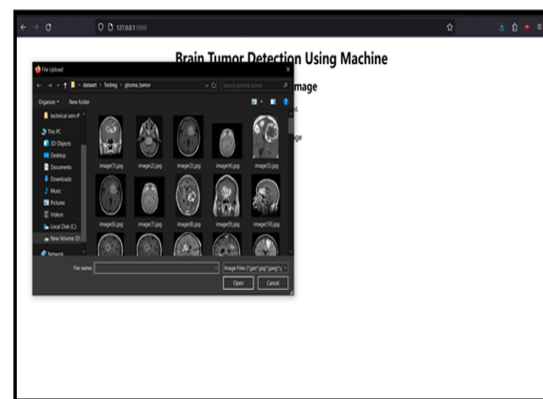 127.0.0.1:5000
Brain Tumor Detection Using Machine
mage
File Upload
dataset › Testing › glioma_tumor
Search glioma_tumor
Organize
New folder
technical sem
This PC
3D Objects
Desktop
Documents
Downloads
Music
Pictures
Videos
Local Disk (C:)
New Volume (D:)
Network
image(1).jpg
image(2).jpg
image(3).jpg
image(4).jpg
image(5).jpg
image(6).jpg
image(7).jpg
image(8).jpg
image(9).jpg
image(10).jpg
File name:
Open
Cancel